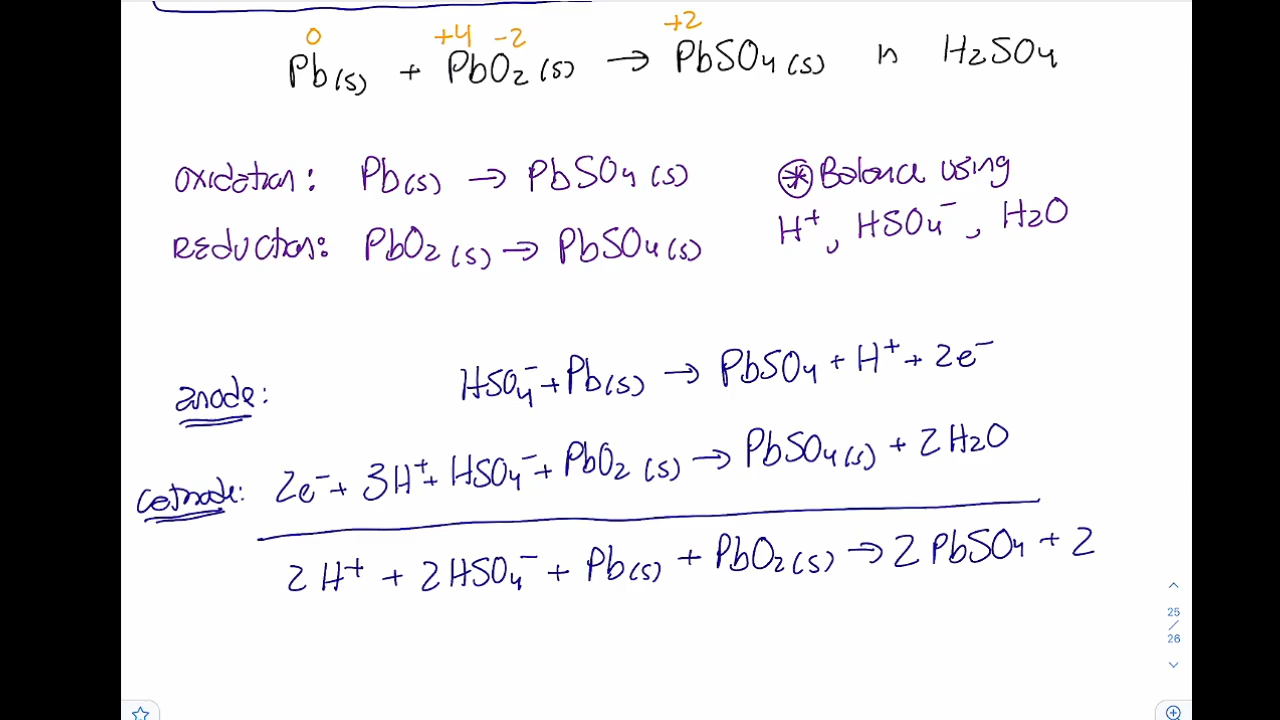 0 +4 -2 +2
Pb(s) + PbO₂(s) → PbSO₄(s) n H₂SO₄
Oxidation: Pb(s) → PbSO₄(s) ⊛ Balance using
H⁺, HSO₄⁻, H₂O
Reduction: PbO₂(s) → PbSO₄(s)
anode: HSO₄⁻ + Pb(s) → PbSO₄ + H⁺ + 2e⁻
cathode: 2e⁻ + 3H⁺ + HSO₄⁻ + PbO₂(s) → PbSO₄(s) + 2H₂O
2H⁺ + 2HSO₄⁻ + Pb(s) + PbO₂(s) → 2PbSO₄ + 2
25
/
26